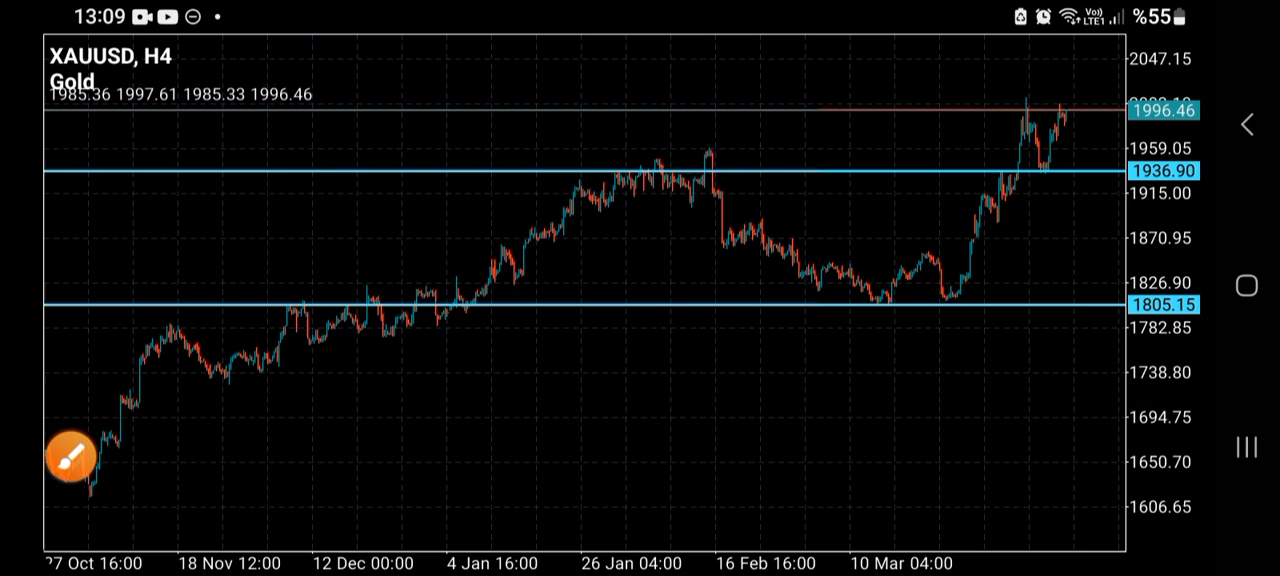 13:09
Vo))
LTE1
%55
XAUUSD, H4
Gold
1985.36 1997.61 1985.33 1996.46
2047.15
1996.46
1959.05
1936.90
1915.00
1870.95
1826.90
1805.15
1782.85
1738.80
1694.75
1650.70
1606.65
27 Oct 16:00 18 Nov 12:00 12 Dec 00:00 4 Jan 16:00 26 Jan 04:00 16 Feb 16:00 10 Mar 04:00